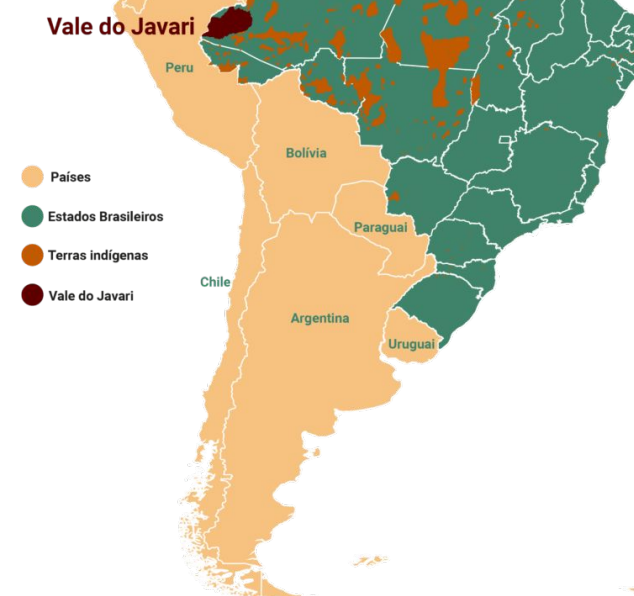 Vale do Javari
Peru
Bolívia
Países
Estados Brasileiros
Paraguai
Terras indígenas
Chile
Vale do Javari
Argentina
Uruguai